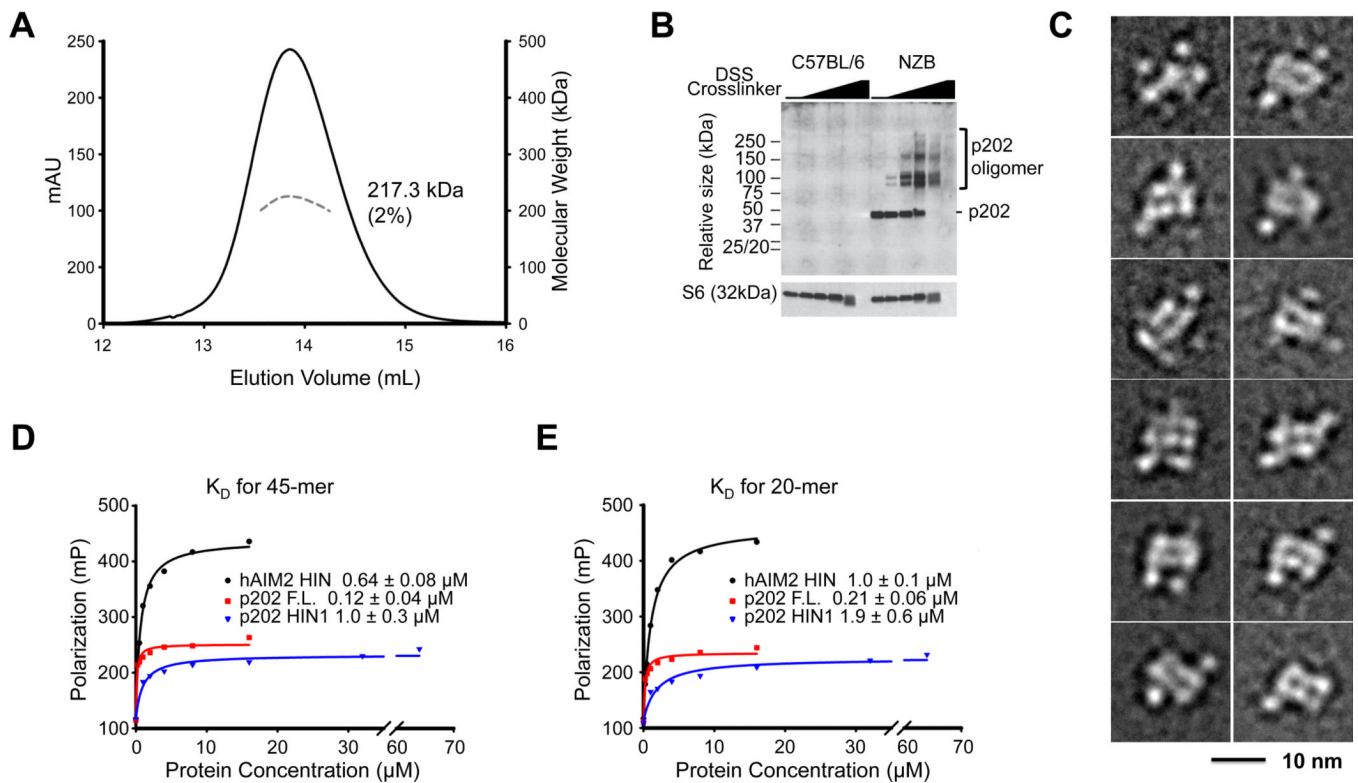 A
250
200
150
100
200
0
mAU
500
400
300
200
100
0
Molecular Weight (kDa)
217.3 kDa
(2%)
12
13
14
15
16
Elution Volume (mL)
B
C57BL/6 NZB
DSS
Crosslinker
Relative size (kDa)
250
150
100
75
50
37
25/20
p202
oligomer
p202
S6 (32kDa)
C
10 nm
D
KD for 45-mer
Polarization (mP)
500
400
300
200
100
hAIM2 HIN 0.64 ± 0.08 µM
p202 F.L. 0.12 ± 0.04 µM
p202 HIN1 1.0 ± 0.3 µM
0 10 20 30 60 70
Protein Concentration (µM)
E
KD for 20-mer
Polarization (mP)
500
400
300
200
100
hAIM2 HIN 1.0 ± 0.1 µM
p202 F.L. 0.21 ± 0.06 µM
p202 HIN1 1.9 ± 0.6 µM
0 10 20 30 60 70
Protein Concentration (µM)